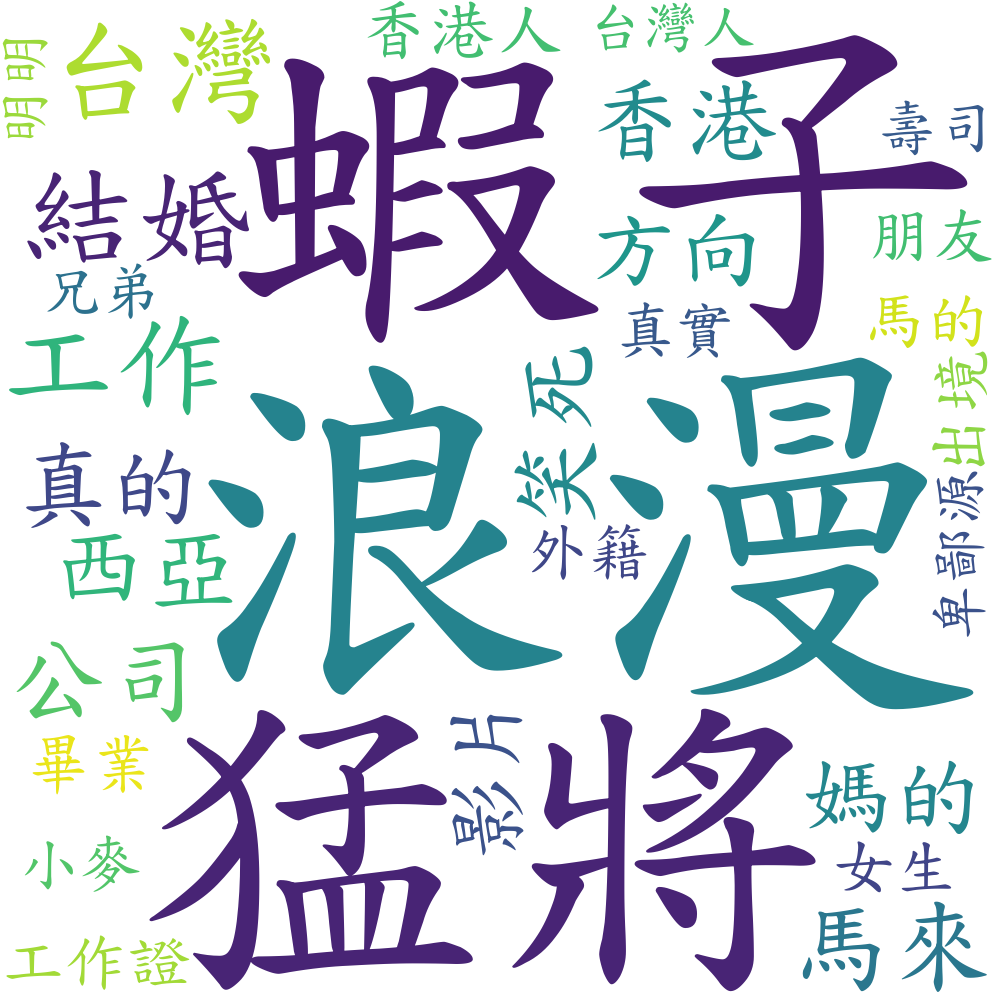 香港人
台灣人
明明
台灣
蝦子
香港
壽司
結婚
方向
朋友
兄弟
真實
馬的
工作
笑死
出境
浪漫
真的
卑鄙源
外籍
西亞
公司
猛將
影片
畢業
媽的
小麥
女生
工作證
馬來